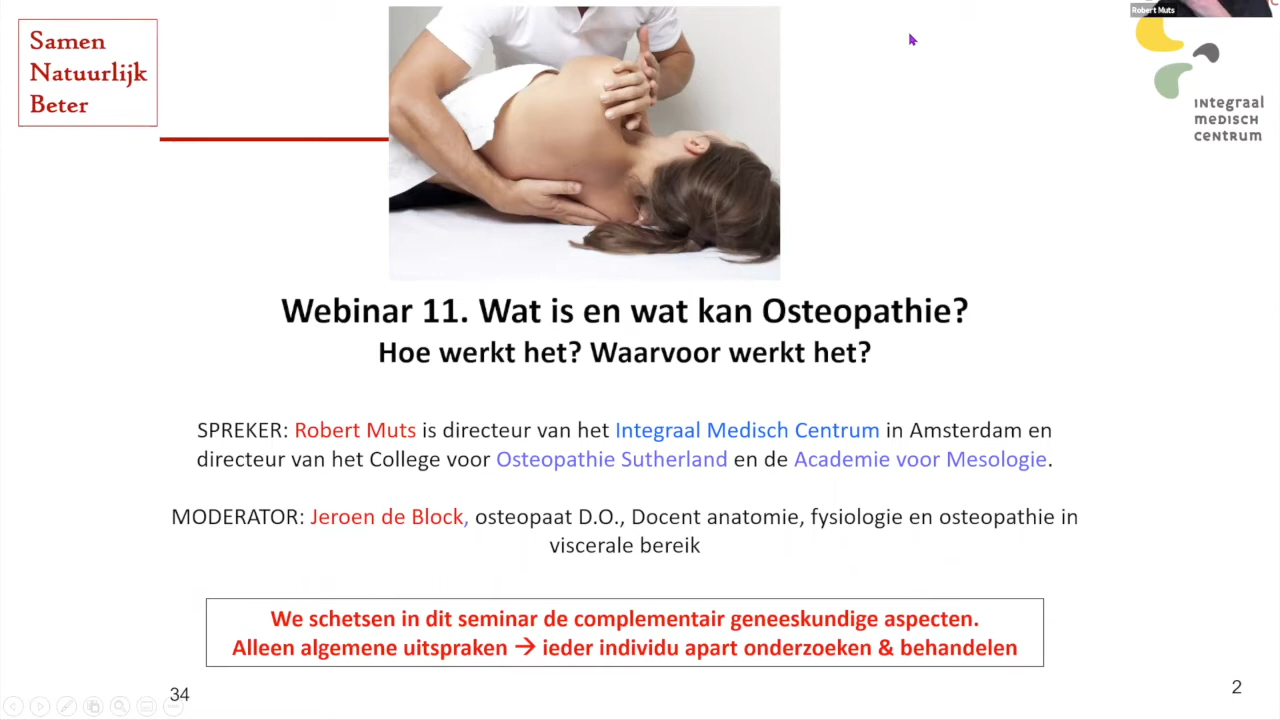 Robert Muts
Samen
Natuurlijk
Beter
INtegraal
MEDISCH
CENTRUM
Webinar 11. Wat is en wat kan Osteopathie?
Hoe werkt het? Waarvoor werkt het?
SPREKER: Robert Muts is directeur van het Integraal Medisch Centrum in Amsterdam en
directeur van het College voor Osteopathie Sutherland en de Academie voor Mesologie.
MODERATOR: Jeroen de Block, osteopaat D.O., Docent anatomie, fysiologie en osteopathie in
viscerale bereik
We schetsen in dit seminar de complementair geneeskundige aspecten.
Alleen algemene uitspraken → ieder individu apart onderzoeken & behandelen
34
2